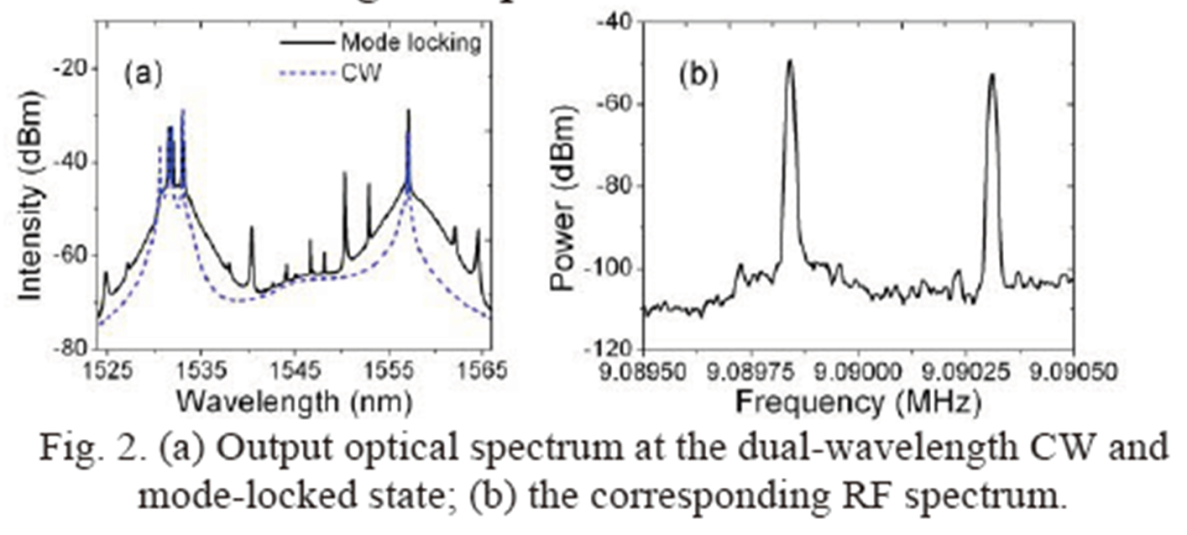 -20
-40
-60
-80
Intensity (dBm)
(a)
Mode locking
CW
1525 1535 1545 1555 1565
Wavelength (nm)
-40
-60
-80
-100
-120
Power (dBm)
(b)
9.08950 9.08975 9.09000 9.09025 9.09050
Frequency (MHz)
Fig. 2. (a) Output optical spectrum at the dual-wavelength CW and
mode-locked state; (b) the corresponding RF spectrum.